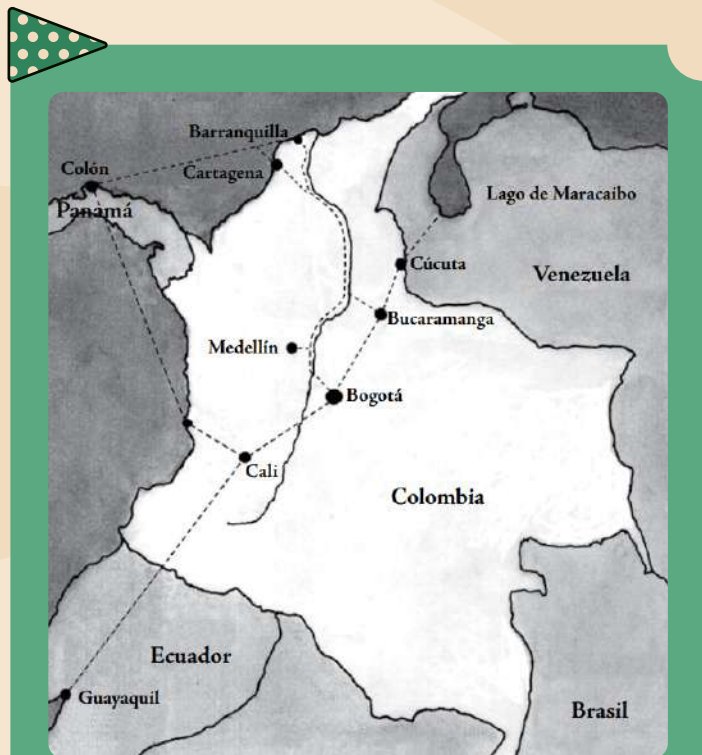 Barranquilla
Colón
Cartagena
Panamá
Lago de Maracaibo
Cúcuta
Venezuela
Bucaramanga
Medellín
Bogotá
Cali
Colombia
Ecuador
Guayaquil
Brasil